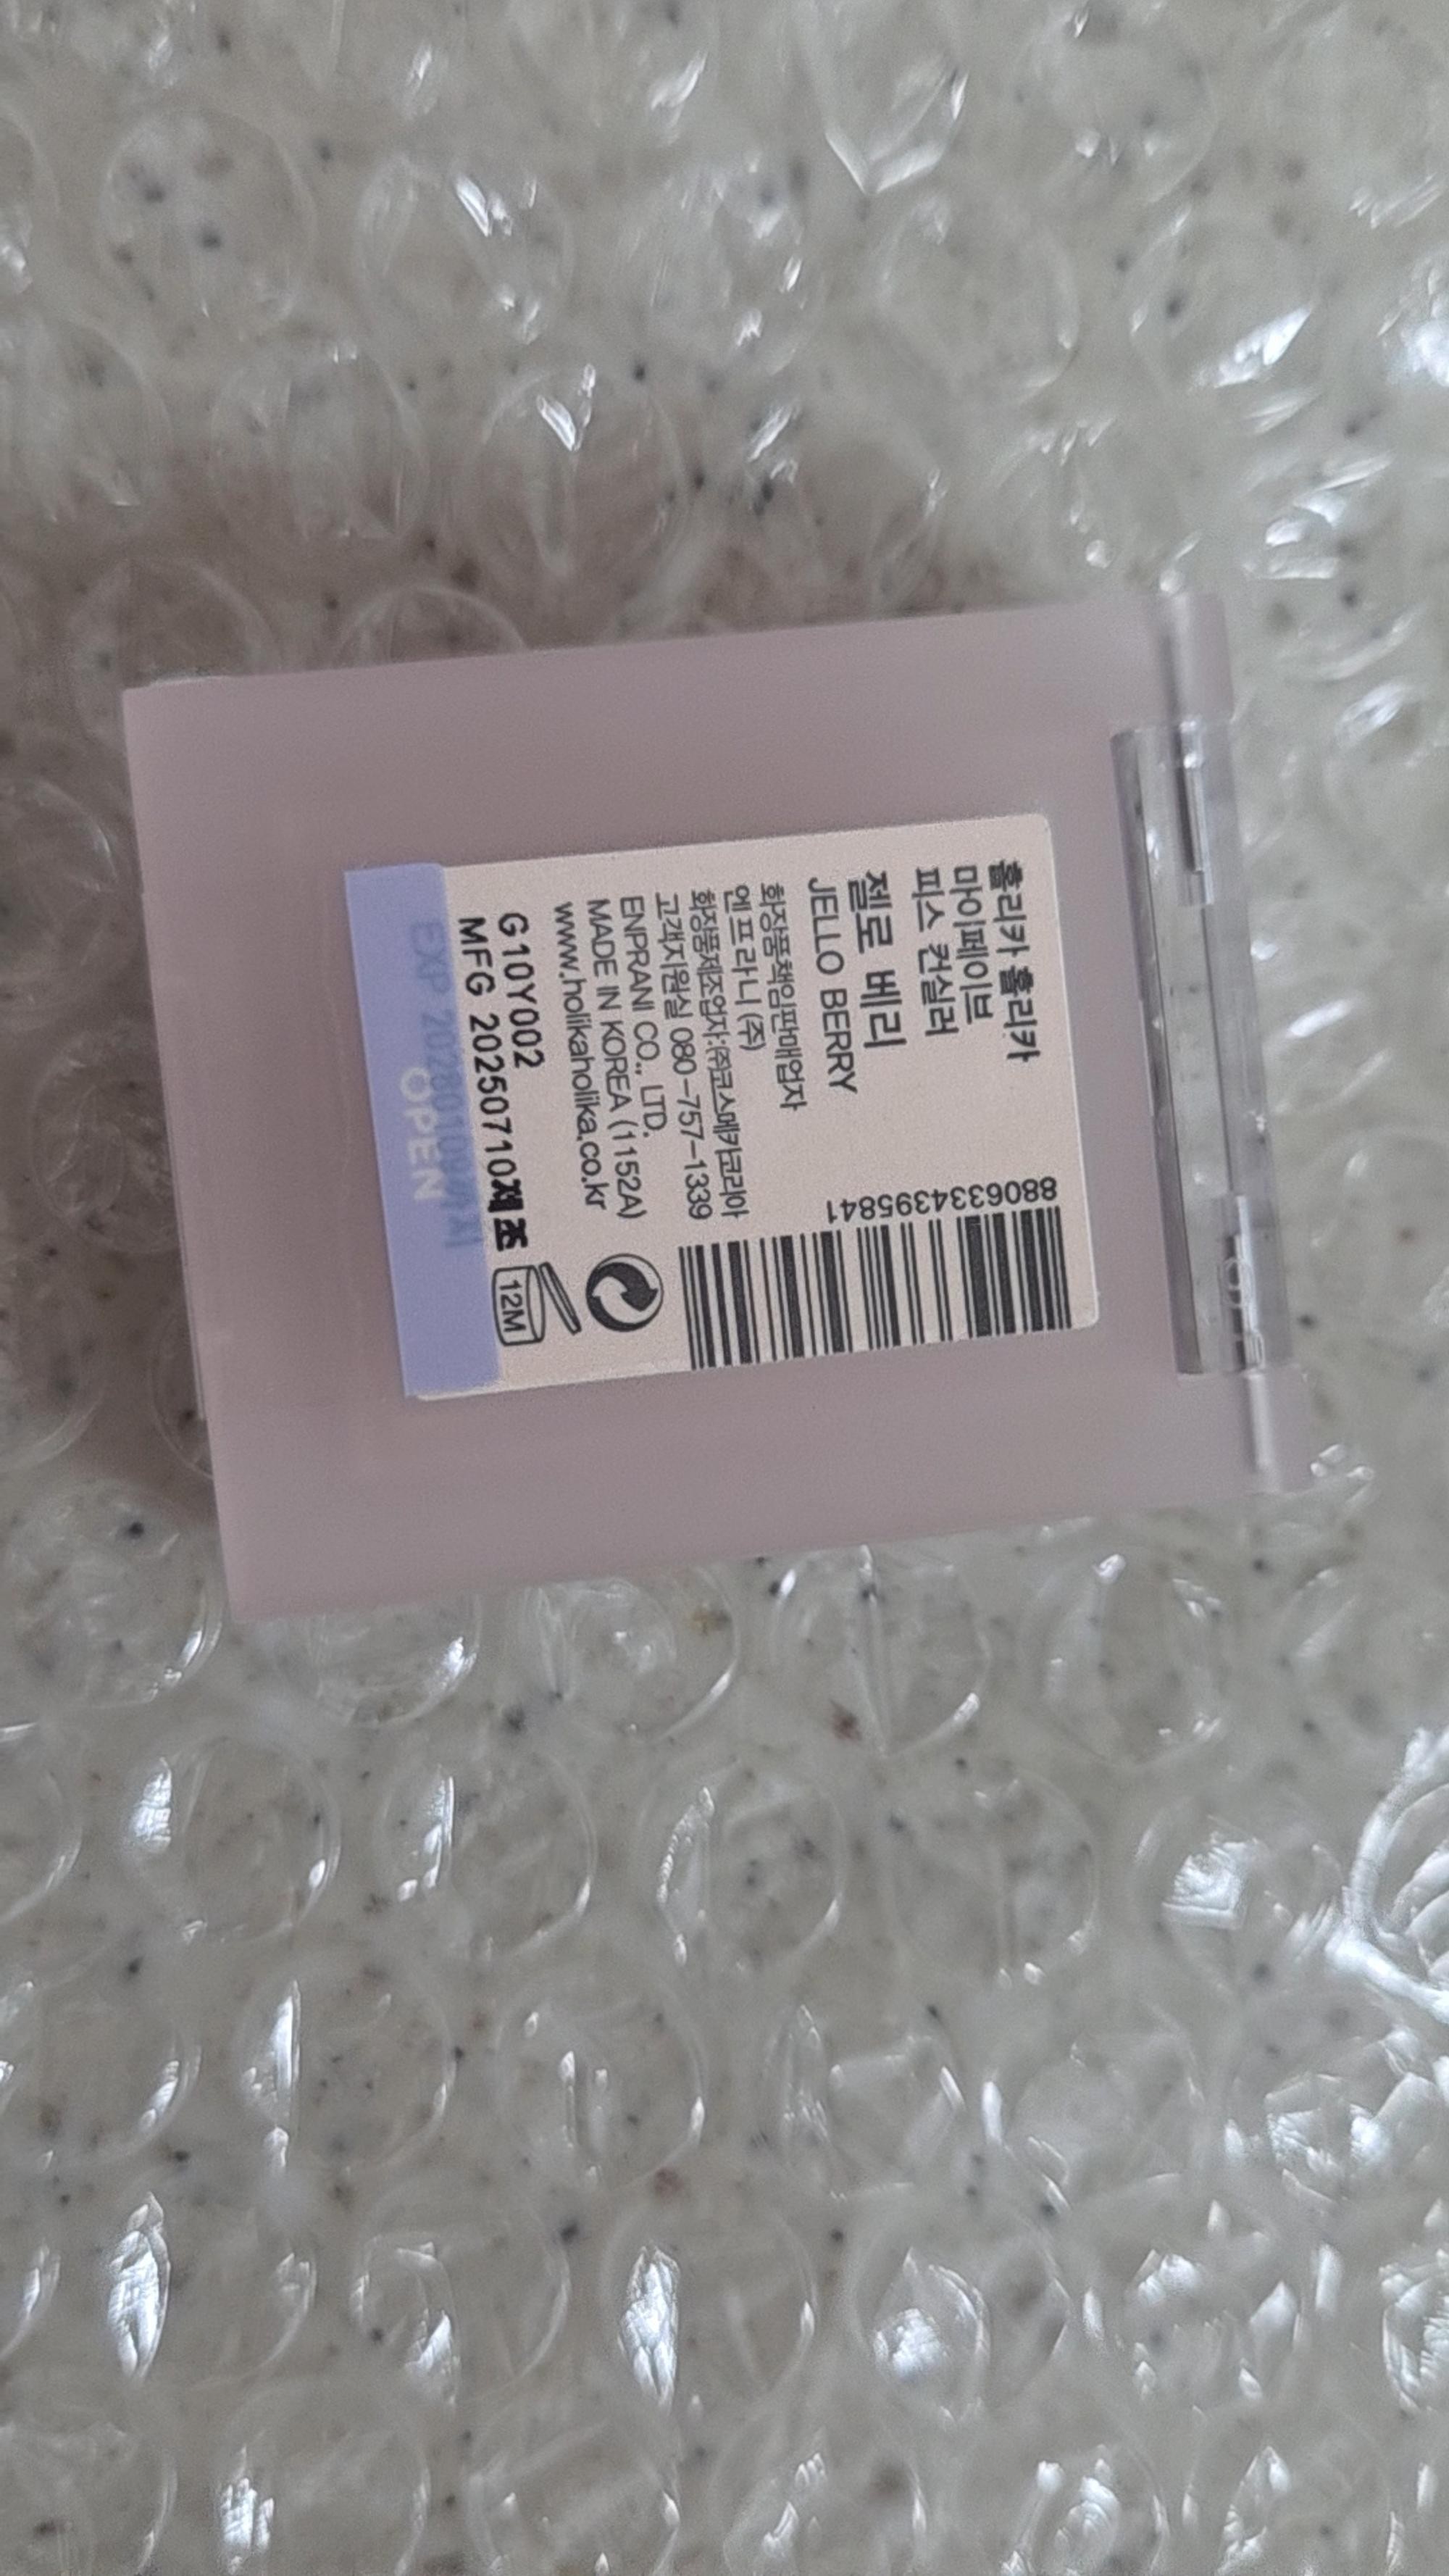 홀리카 홀리카
마이페이브
피스 컨실러
젤로 베리
JELLO BERRY
화장품책임판매업자
엔프라니 (주)
화장품제조업자:㈜코스메카코리아
고객지원실 080-757-1339
ENPRANI CO., LTD.
MADE IN KOREA (1152A)
www.holikaholika.co.kr
G10Y002
MFG 20250710제조
EXP
OPEN
12M
8806334395841